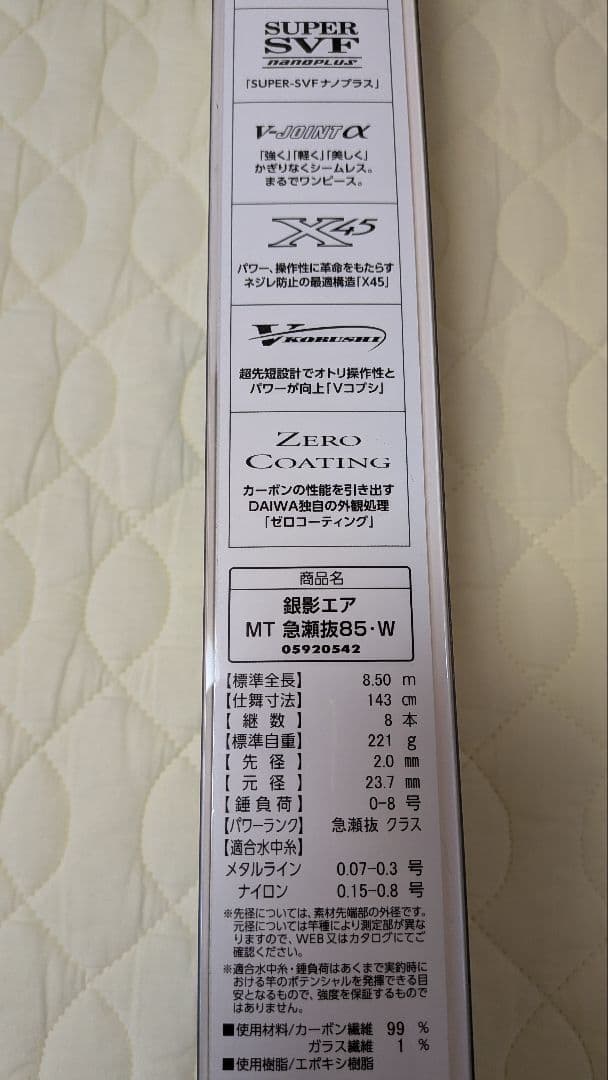 SUPER
SVF
nanoplus
「SUPER-SVFナノプラス」
V-JOINTα
「強く」「軽く」「美しく」
かぎりなくシームレス。
まるでワンピース。
X45
パワー、操作性に革命をもたらす
ネジレ防止の最適構造「X45」
V KOBUSHI
超先短設計でオトリ操作性と
パワーが向上「Vコブシ」
ZERO
COATING
カーボンの性能を引き出す
DAIWA独自の外観処理
「ゼロコーティング」
商品名
銀影エア
MT 急瀬抜85・W
05920542
【標準全長】 8.50 m
【仕舞寸法】 143 cm
【継数】 8 本
【標準自重】 221 g
【先径】 2.0 mm
【元径】 23.7 mm
【錘負荷】 0-8 号
【パワーランク】 急瀬抜 クラス
【適合水中糸】
メタルライン 0.07-0.3 号
ナイロン 0.15-0.8 号
※先径については、素材先端部の外径です。
元径については竿種により測定部が異な
りますので、WEB又はカタログにてご
確認ください。
※適合水中糸・錘負荷はあくまで実釣時に
おける竿のポテンシャルを発揮できる目
安となるもので、強度を保証するもので
はありません。
■使用材料/カーボン繊維 99 %
ガラス繊維 1 %
■使用樹脂/エポキシ樹脂